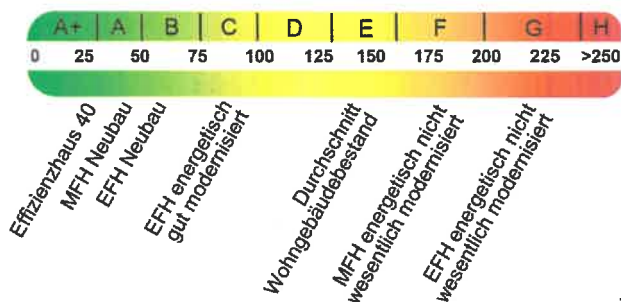 A+ A B C D E F G H
0 25 50 75 100 125 150 175 200 225 >250
Effizienzhaus 40
MFH Neubau
EFH Neubau
EFH energetisch
gut modernisiert
Durchschnitt
Wohngebäudebestand
MFH energetisch nicht
wesentlich modernisiert
EFH energetisch nicht
wesentlich modernisiert